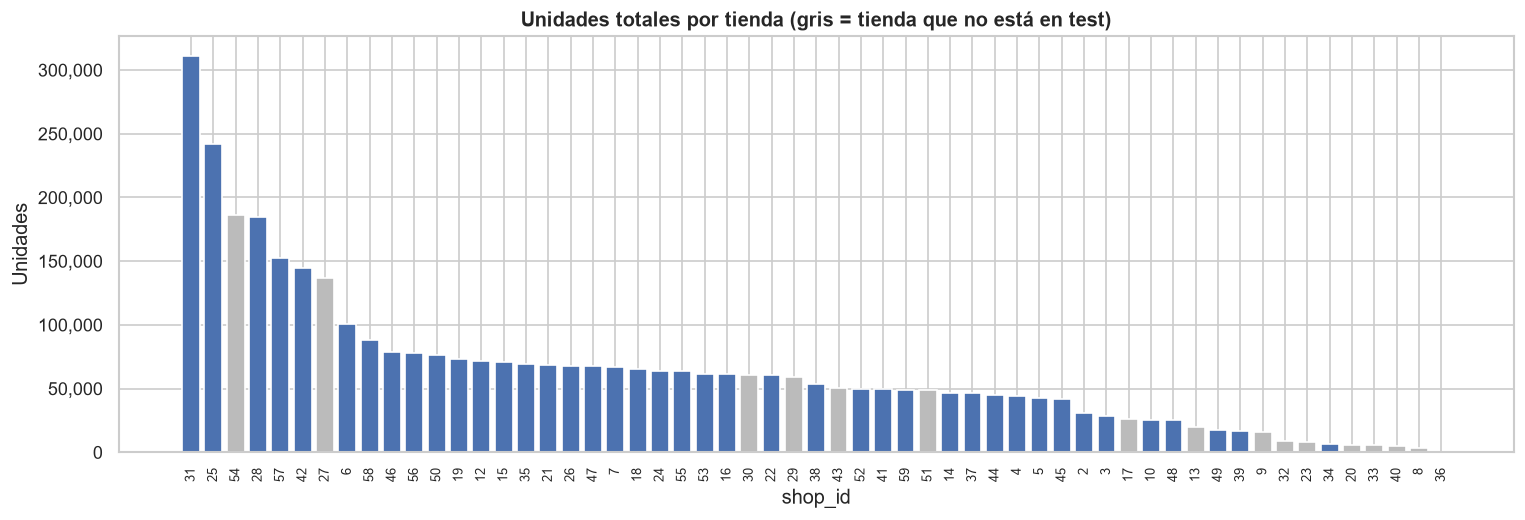 Unidades totales por tienda (gris = tienda que no está en test)
300,000
250,000
200,000
150,000
100,000
50,000
0
Unidades
31 25 54 28 57 42 27 6 58 46 56 50 19 12 15 35 21 26 47 7 18 24 55 53 16 30 22 29 38 43 52 41 59 51 14 37 44 4 5 45 2 3 17 10 48 13 49 39 9 32 23 34 20 33 40 8 36
shop_id